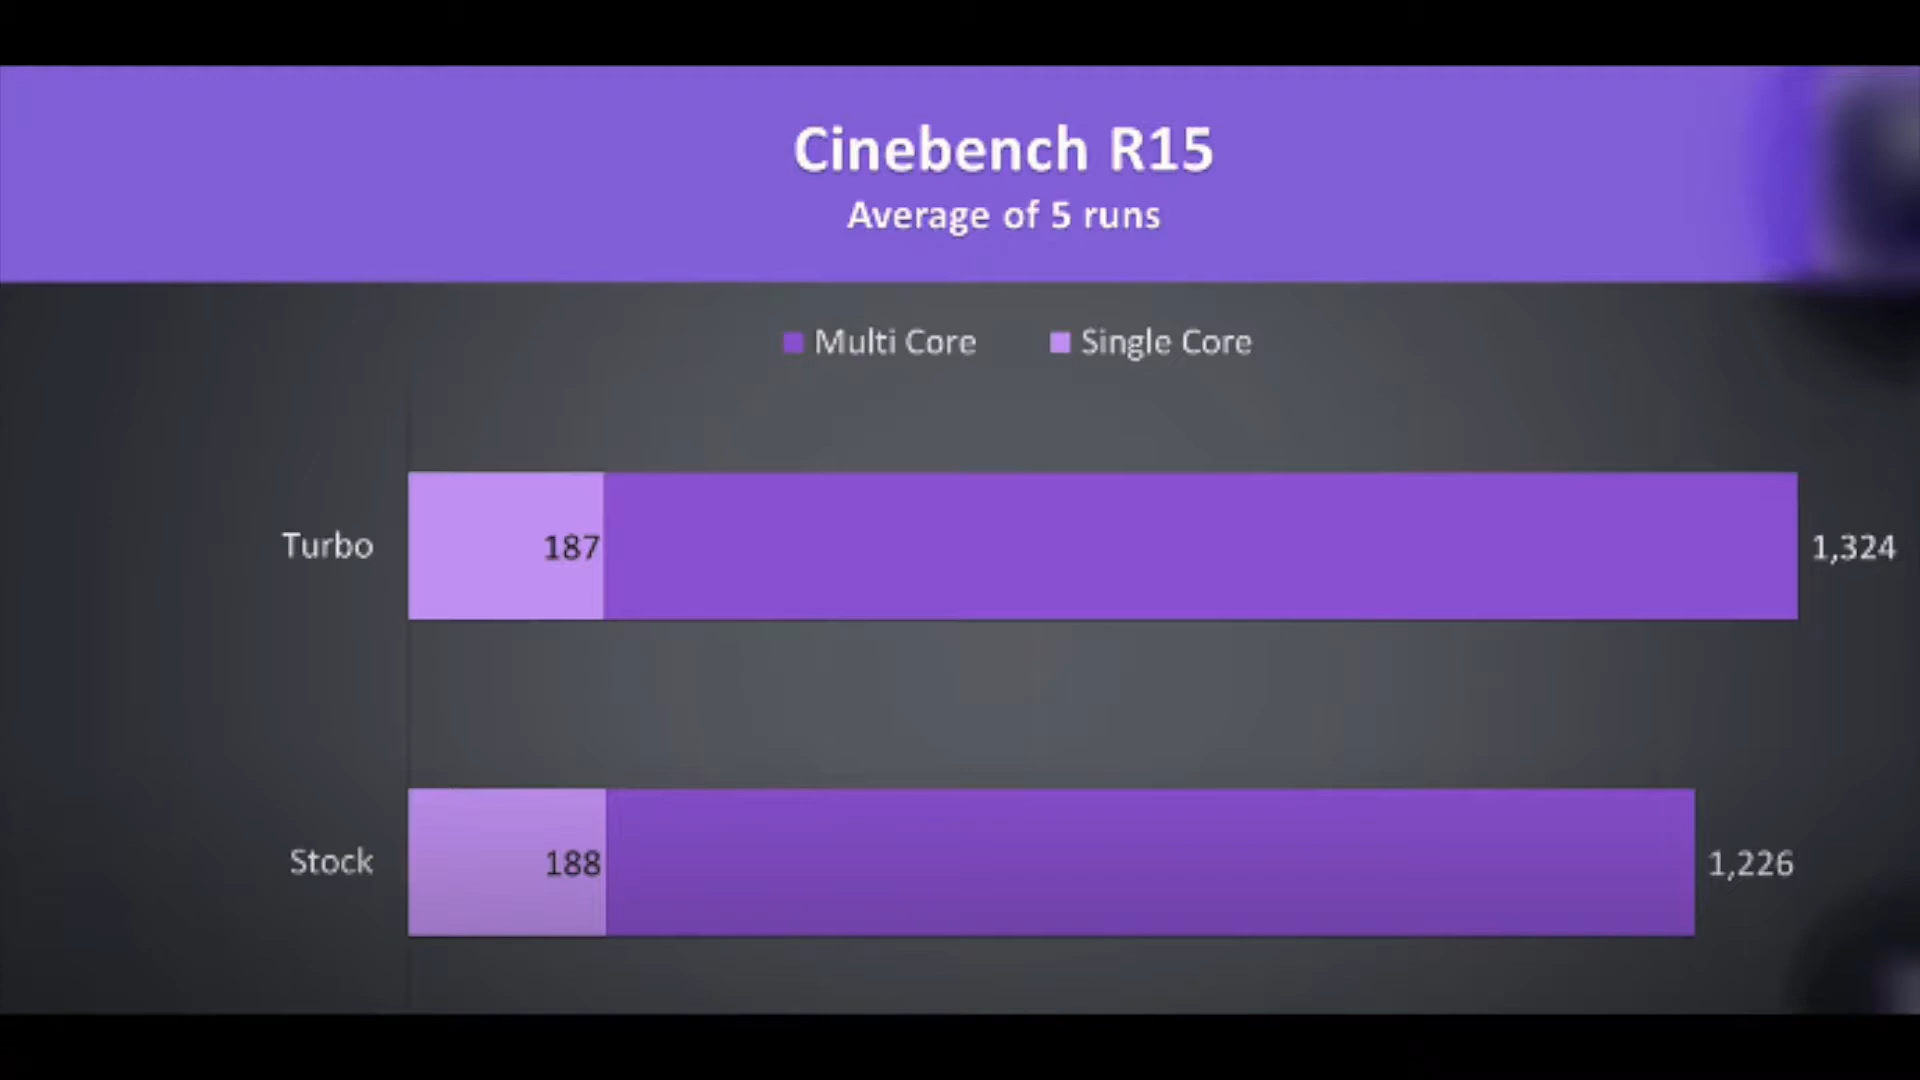 Cinebench R15
Average of 5 runs
Multi Core Single Core
Turbo 187 1,324
Stock 188 1,226